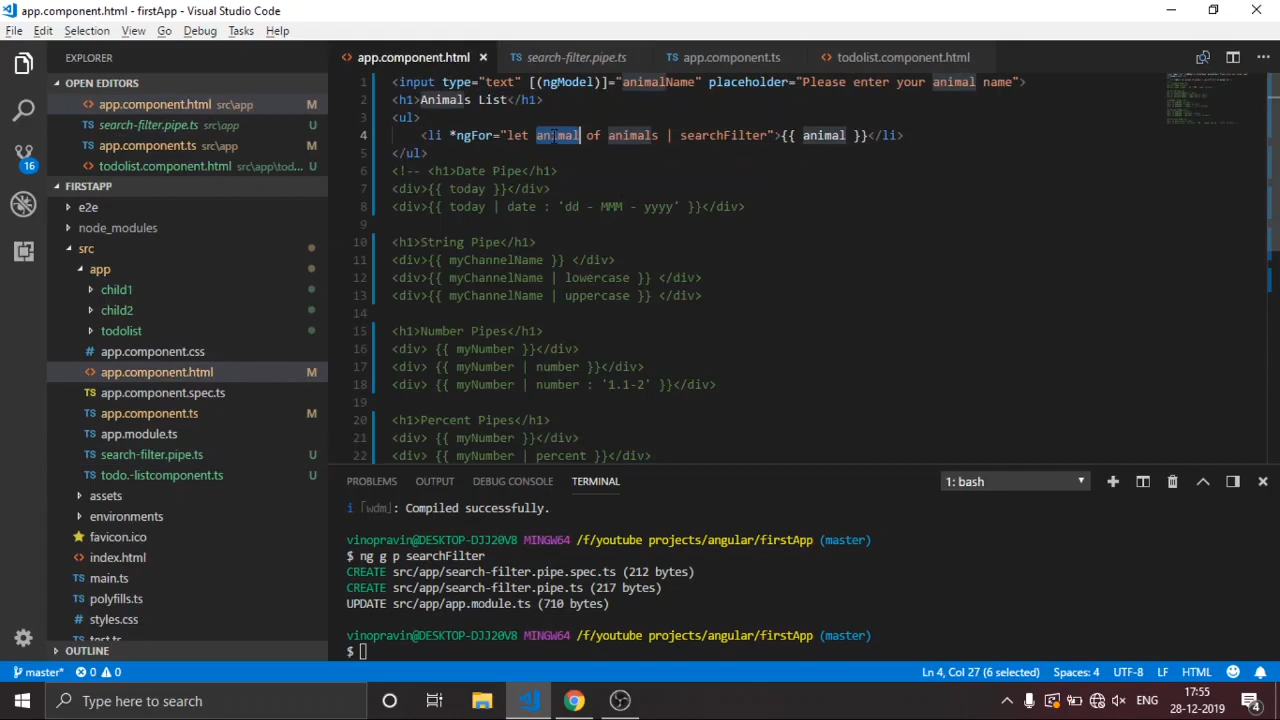 app.component.html - firstApp - Visual Studio Code
File Edit Selection View Go Debug Tasks Help
EXPLORER
OPEN EDITORS
app.component.html src\app M
search-filter.pipe.ts src\app U
app.component.ts src\app M
todolist.component.html src\app\tod... U
FIRSTAPP
e2e
node_modules
src
app
child1
child2
todolist
app.component.css
app.component.html M
app.component.spec.ts
app.component.ts M
app.module.ts
search-filter.pipe.ts U
todo.-listcomponent.ts U
assets
environments
favicon.ico
index.html
main.ts
polyfills.ts
styles.css
test.ts
OUTLINE
16
app.component.html search-filter.pipe.ts app.component.ts todolist.component.html
1 <input type="text" [(ngModel)]="animalName" placeholder="Please enter your animal name">
2 <h1>Animals List</h1>
3 <ul>
4 <li *ngFor="let animal of animals | searchFilter">{{ animal }}</li>
5 </ul>
6 <!-- <h1>Date Pipe</h1>
7 <div>{{ today }}</div>
8 <div>{{ today | date : 'dd - MMM - yyyy' }}</div>
9
10 <h1>String Pipe</h1>
11 <div>{{ myChannelName }} </div>
12 <div>{{ myChannelName | lowercase }} </div>
13 <div>{{ myChannelName | uppercase }} </div>
14
15 <h1>Number Pipes</h1>
16 <div> {{ myNumber }}</div>
17 <div> {{ myNumber | number }}</div>
18 <div> {{ myNumber | number : '1.1-2' }}</div>
19
20 <h1>Percent Pipes</h1>
21 <div> {{ myNumber }}</div>
22 <div> {{ myNumber | percent }}</div>
PROBLEMS OUTPUT DEBUG CONSOLE TERMINAL 1: bash
i ｢wdm｣: Compiled successfully.
vinopravin@DESKTOP-DJJ20V8 MINGW64 /f/youtube projects/angular/firstApp (master)
$ ng g p searchFilter
CREATE src/app/search-filter.pipe.spec.ts (212 bytes)
CREATE src/app/search-filter.pipe.ts (217 bytes)
UPDATE src/app/app.module.ts (710 bytes)
vinopravin@DESKTOP-DJJ20V8 MINGW64 /f/youtube projects/angular/firstApp (master)
$
master* 0 0 Ln 4, Col 27 (6 selected) Spaces: 4 UTF-8 LF HTML
Type here to search
ENG
17:55
28-12-2019
4